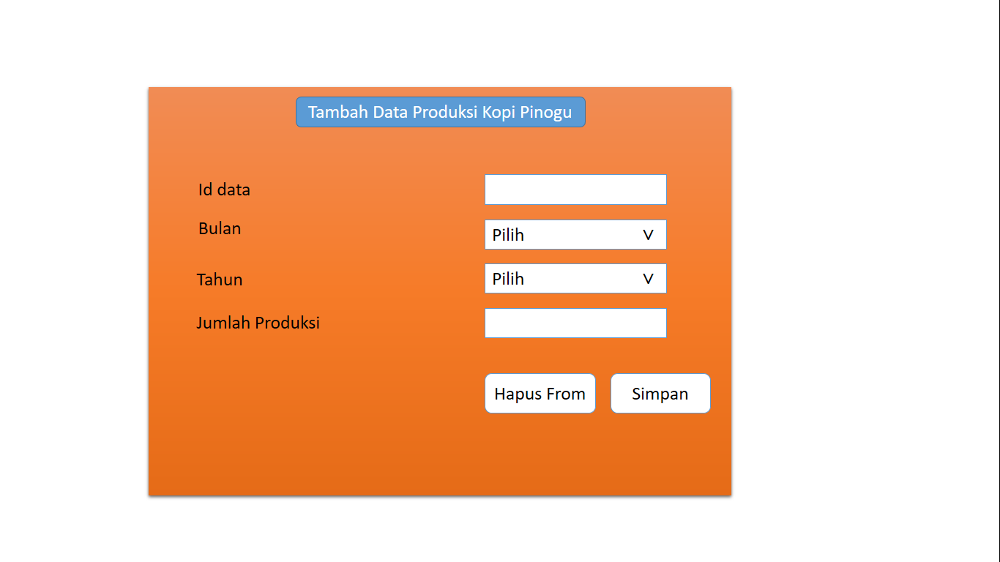 Tambah Data Produksi Kopi Pinogu
Id data
Bulan
Pilih V
Tahun
Pilih V
Jumlah Produksi
Hapus From
Simpan